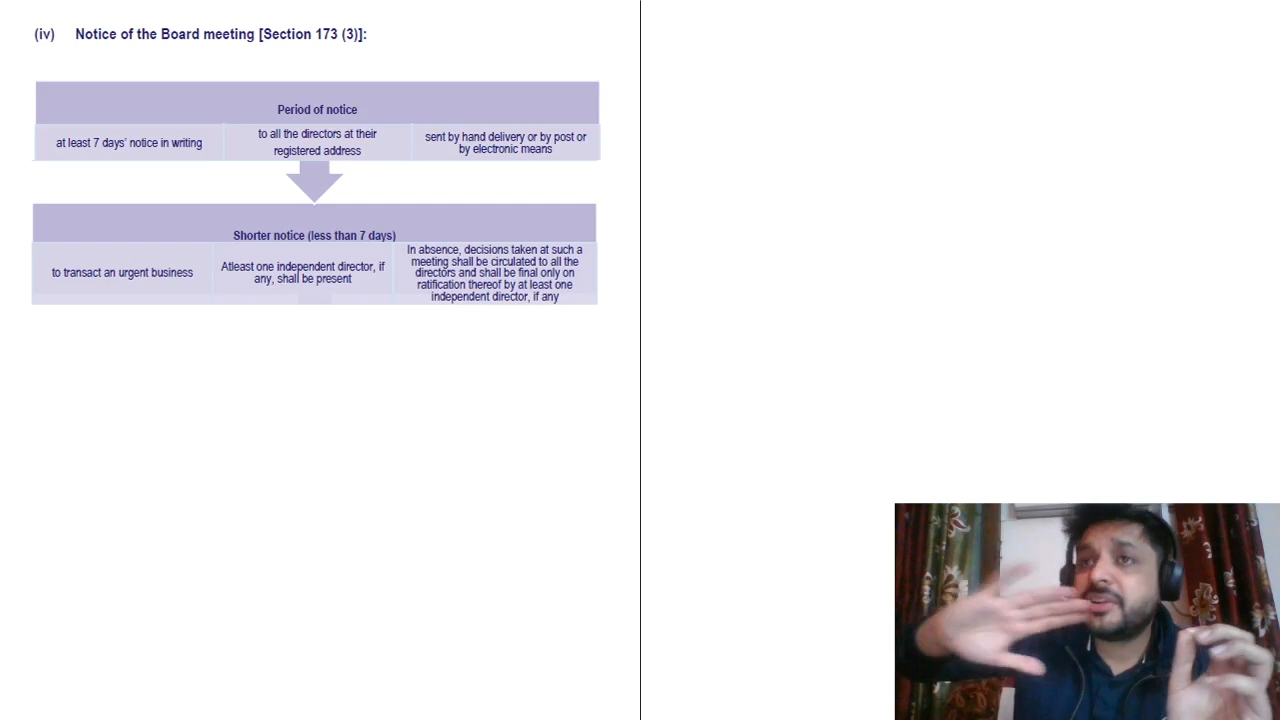 (iv) Notice of the Board meeting [Section 173 (3)]:
Period of notice
at least 7 days' notice in writing
to all the directors at their
registered address
sent by hand delivery or by post or
by electronic means
Shorter notice (less than 7 days)
to transact an urgent business
Atleast one independent director, if
any, shall be present
In absence, decisions taken at such a
meeting shall be circulated to all the
directors and shall be final only on
ratification thereof by at least one
independent director, if any